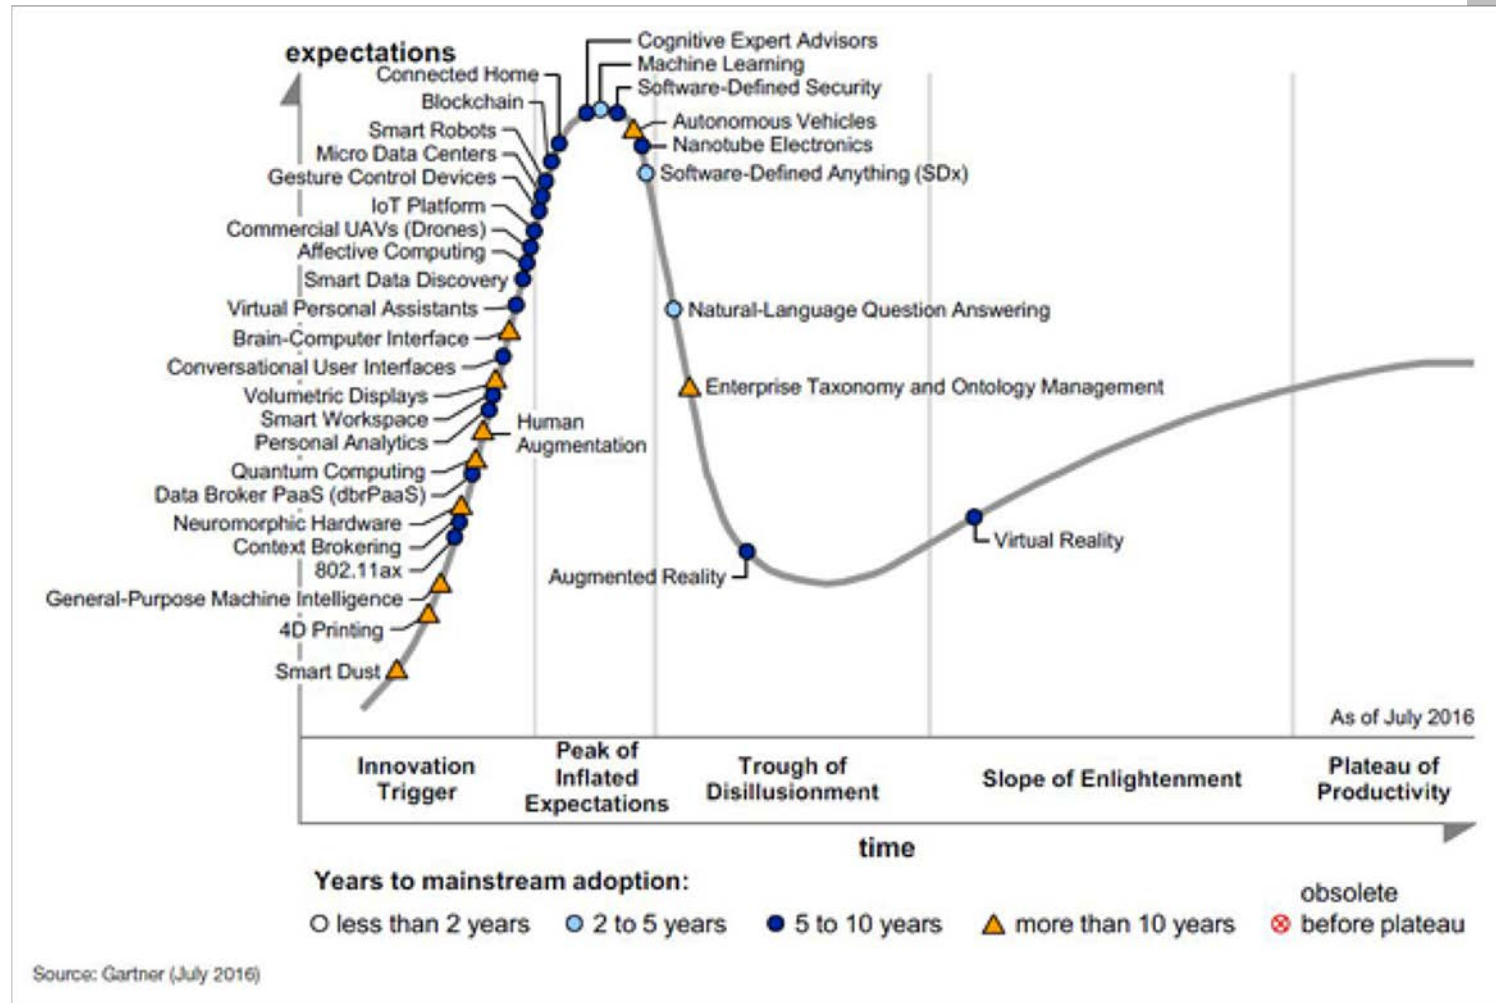 expectations
Cognitive Expert Advisors
Machine Learning
Software-Defined Security
Connected Home
Blockchain
Smart Robots
Micro Data Centers
Gesture Control Devices
IoT Platform
Commercial UAVs (Drones)
Affective Computing
Smart Data Discovery
Virtual Personal Assistants
Brain-Computer Interface
Conversational User Interfaces
Volumetric Displays
Smart Workspace
Personal Analytics
Human
Augmentation
Quantum Computing
Data Broker PaaS (dbrPaaS)
Neuromorphic Hardware
Context Brokering
802.11ax
General-Purpose Machine Intelligence
4D Printing
Smart Dust
Autonomous Vehicles
Nanotube Electronics
Software-Defined Anything (SDx)
Natural-Language Question Answering
Enterprise Taxonomy and Ontology Management
Augmented Reality
Virtual Reality
As of July 2016
Innovation
Trigger
Peak of
Inflated
Expectations
Trough of
Disillusionment
Slope of Enlightenment
Plateau of
Productivity
time
Years to mainstream adoption:
less than 2 years
2 to 5 years
5 to 10 years
more than 10 years
obsolete
before plateau
Source: Gartner (July 2016)